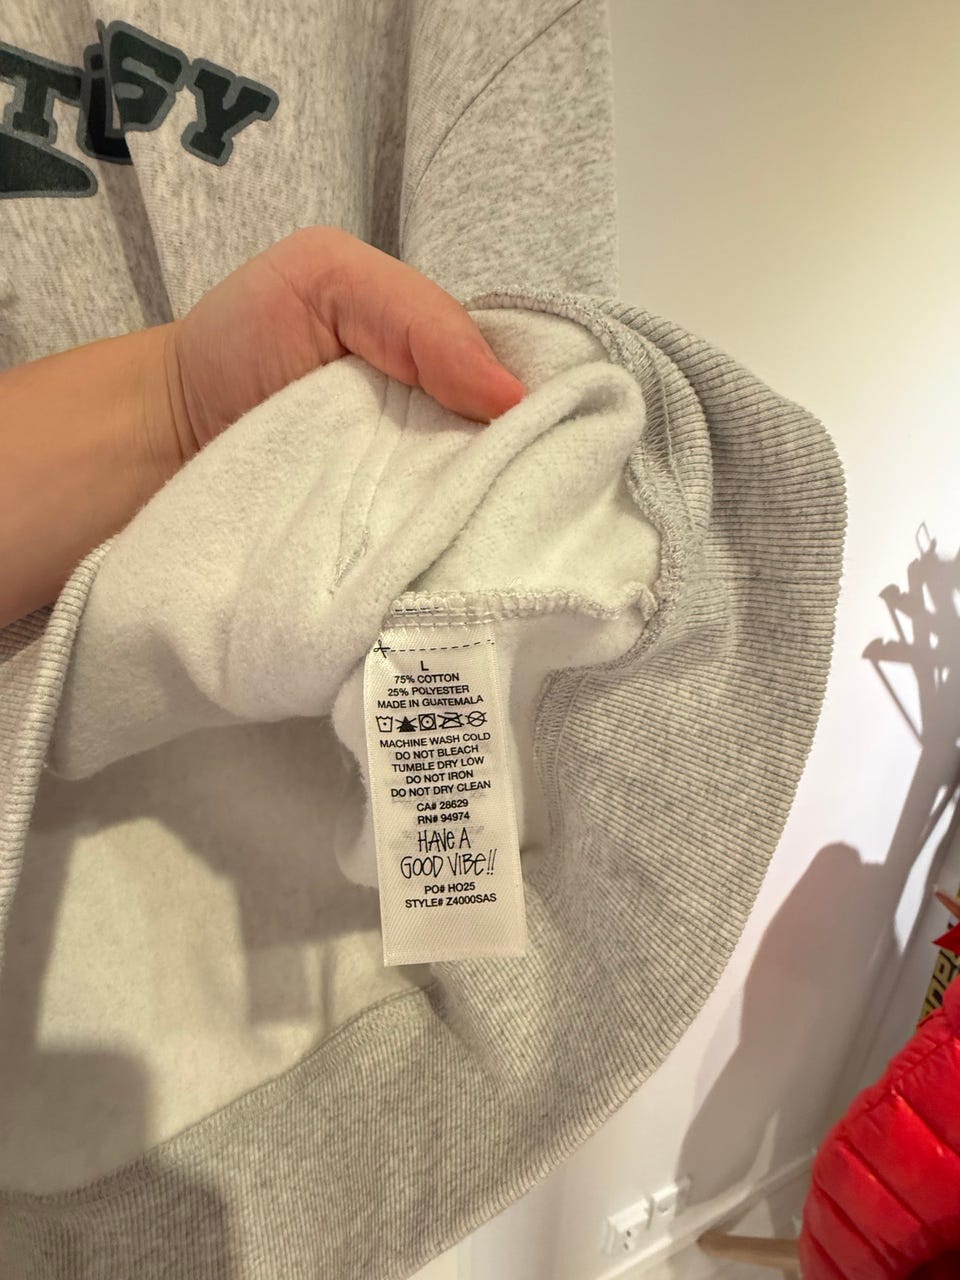 TSY
L
75% COTTON
25% POLYESTER
MADE IN GUATEMALA
MACHINE WASH COLD
DO NOT BLEACH
TUMBLE DRY LOW
DO NOT IRON
DO NOT DRY CLEAN
CA# 28629
RN# 94974
HAVE A
GOOD VIBE!!
PO# HO25
STYLE# Z4000SAS